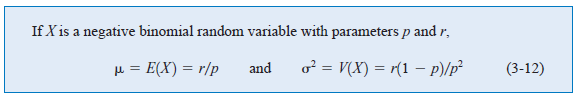 If X is a negative binomial random variable with parameters p and r,
μ = E(X) = r/p and σ² = V(X) = r(1 − p)/p² (3-12)